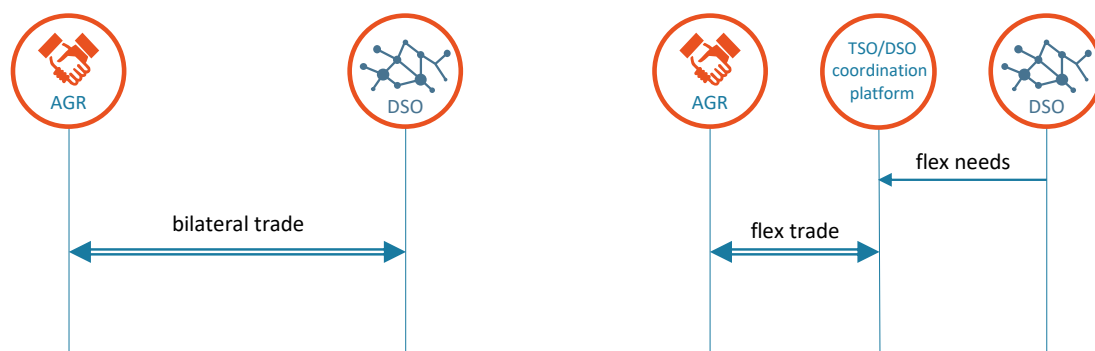 AGR
DSO
bilateral trade
AGR
TSO/DSO
coordination
platform
DSO
flex needs
flex trade